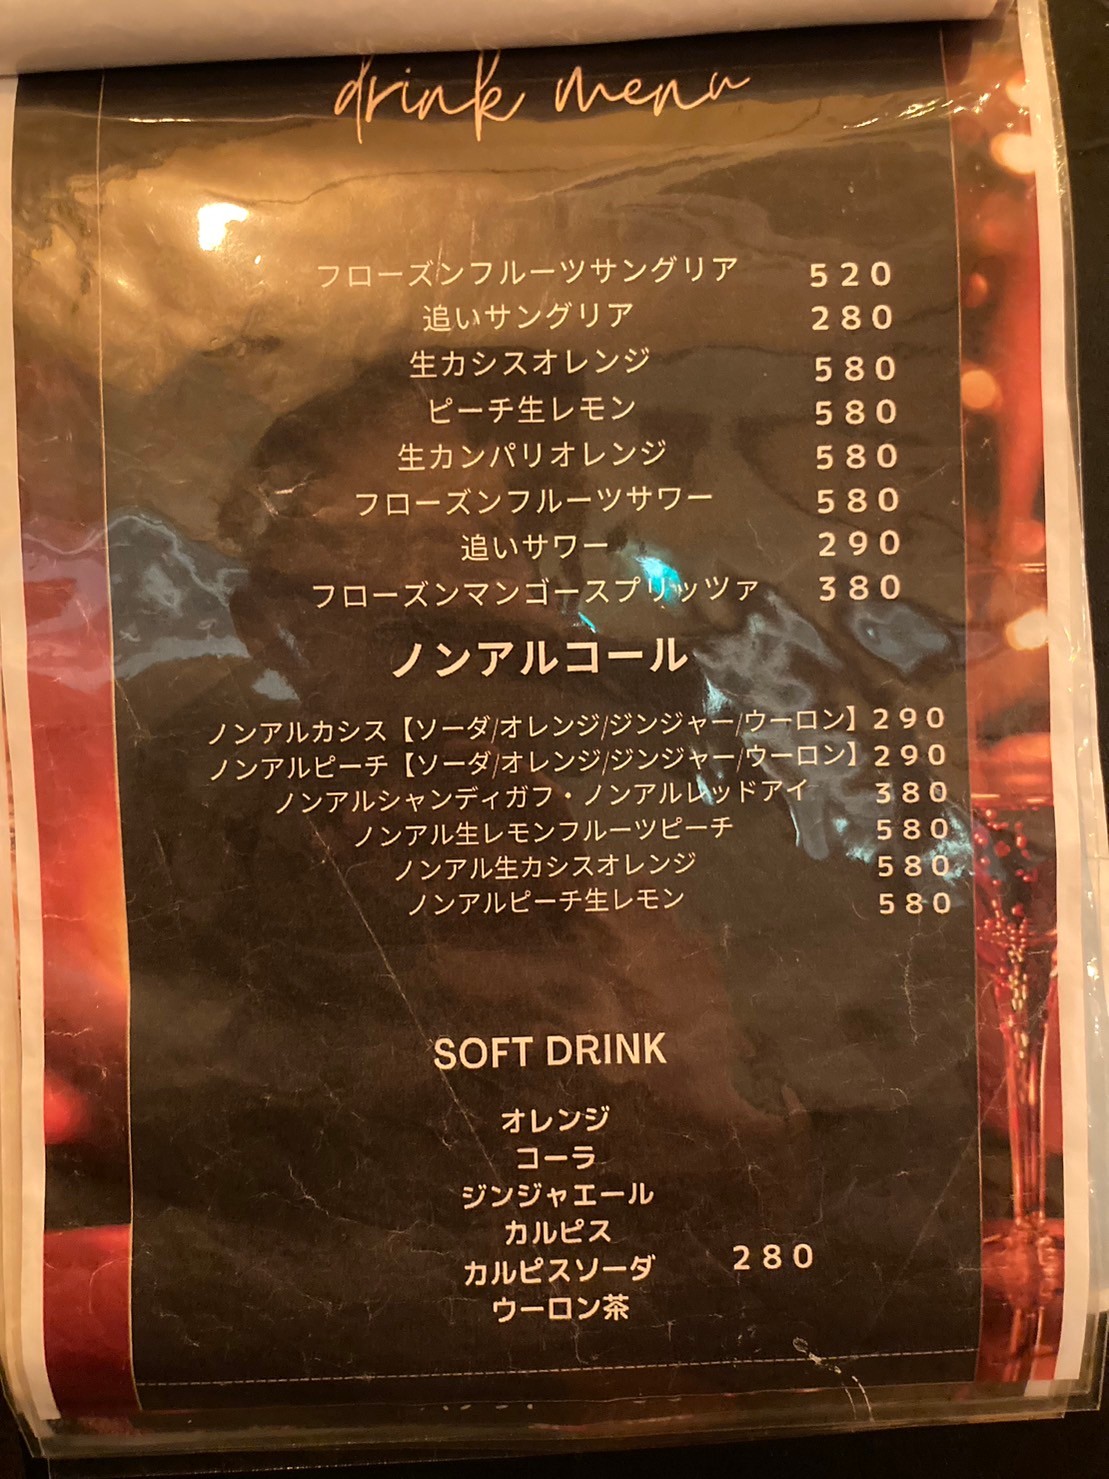 drink menu
フローズンフルーツサングリア 520
追いサングリア 280
生カシスオレンジ 580
ピーチ生レモン 580
生カンパリオレンジ 580
フローズンフルーツサワー 580
追いサワー 290
フローズンマンゴースプリッツァ 380
ノンアルコール
ノンアルカシス【ソーダ/オレンジ/ジンジャー/ウーロン】290
ノンアルピーチ【ソーダ/オレンジ/ジンジャー/ウーロン】290
ノンアルシャンディガフ・ノンアルレッドアイ 380
ノンアル生レモンフルーツピーチ 580
ノンアル生カシスオレンジ 580
ノンアルピーチ生レモン 580
SOFT DRINK
オレンジ
コーラ
ジンジャエール
カルピス
カルピスソーダ 280
ウーロン茶